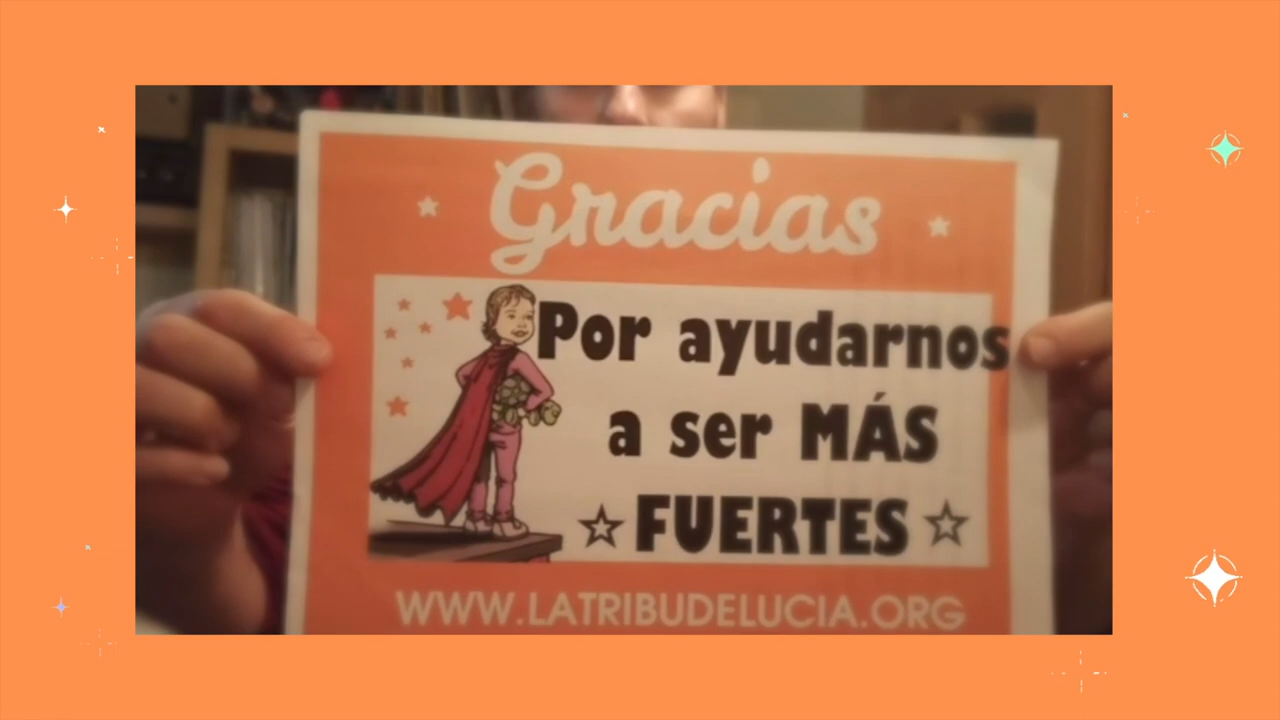 Gracias
Por ayudarnos
a ser MÁS
FUERTES
WWW.LATRIBUDELUCIA.ORG